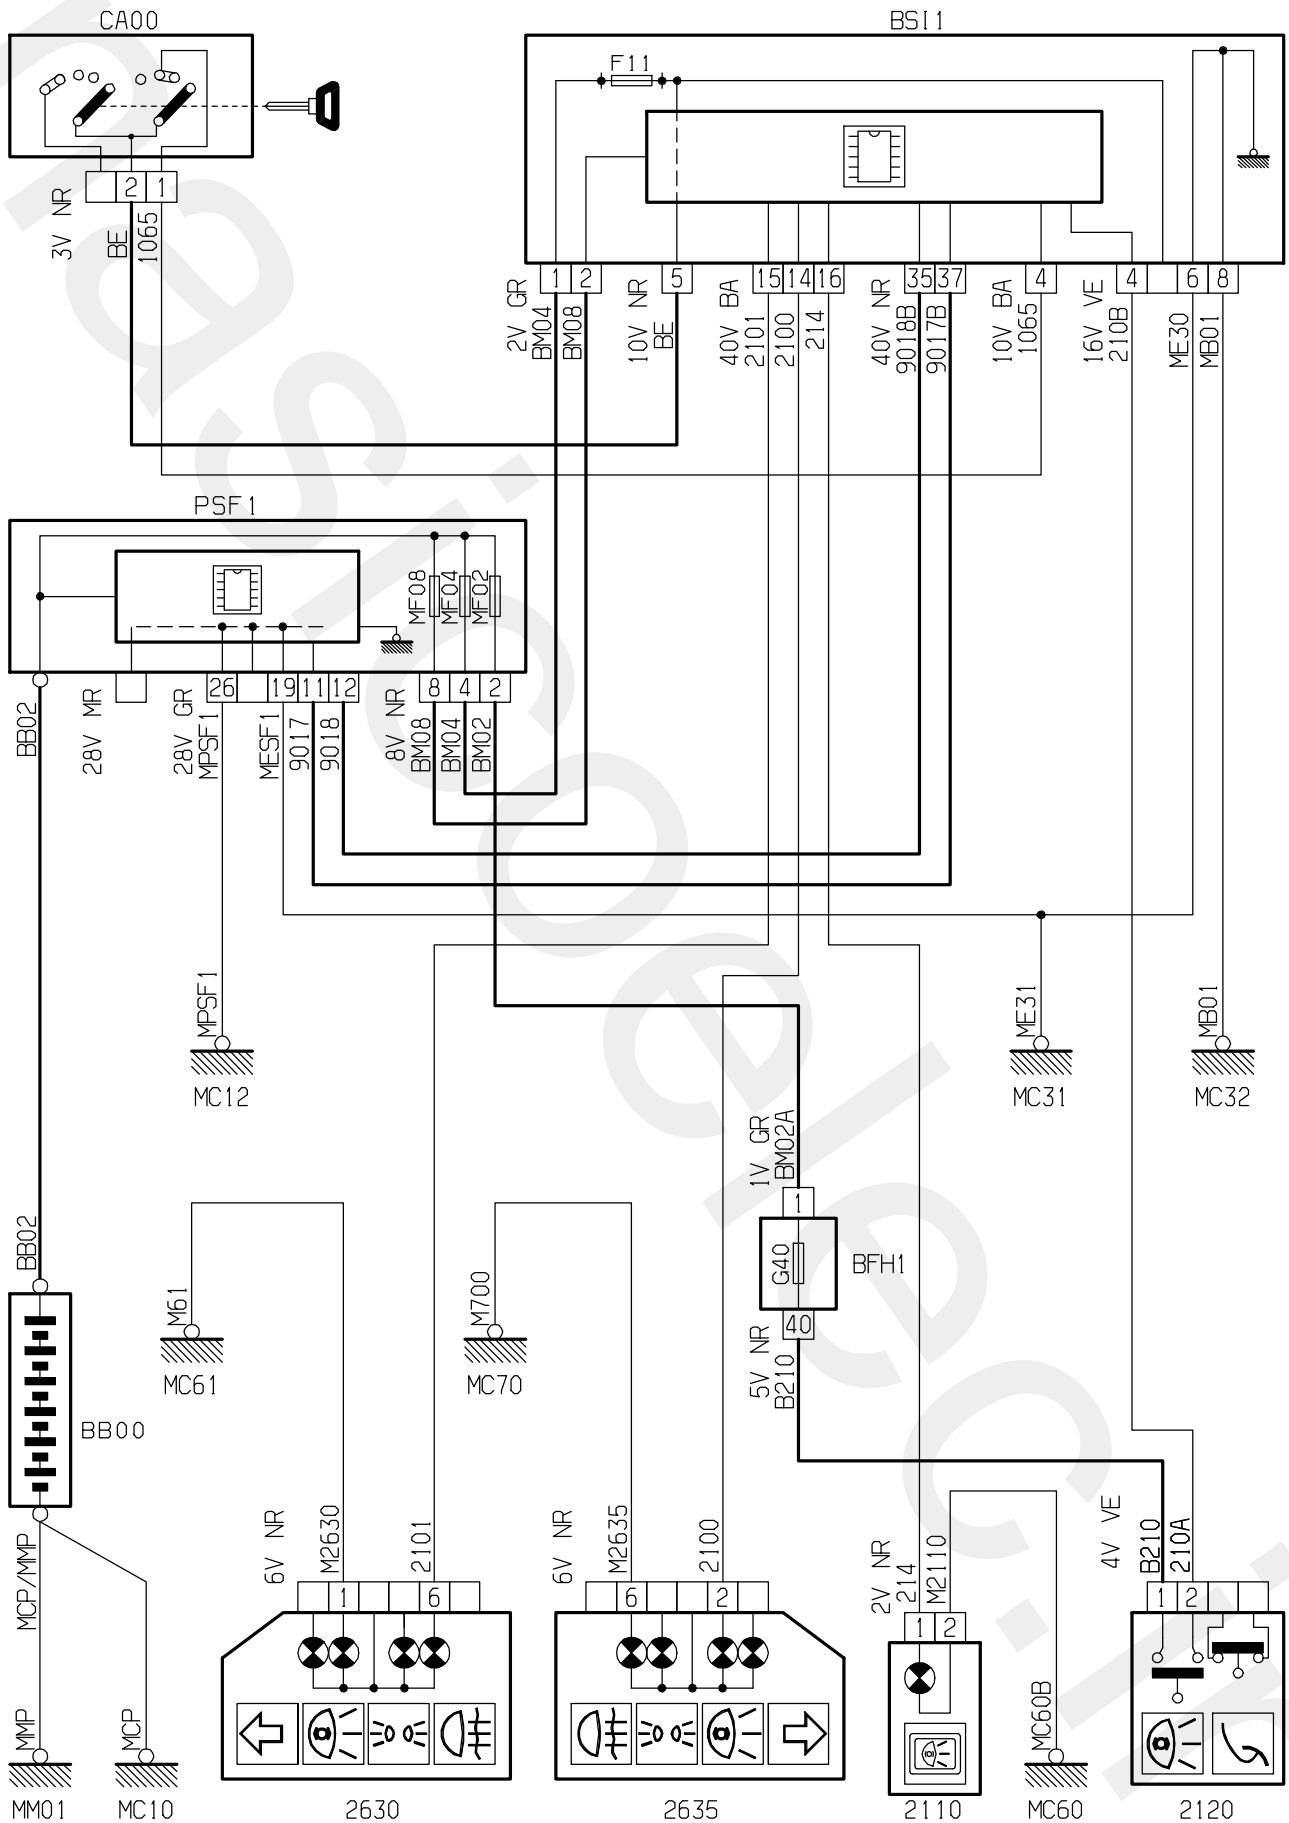 CA00
BSI1
F11
2
1
3V NR
BE
1065
1
2
5
15
14
16
35
37
4
4
6
8
2V GR
BM04
BM08
10V NR
BE
40V BA
2101
2100
214
40V NR
9018B
9017B
10V BA
1065
16V VE
210B
ME30
MB01
PSF1
MF08
MF04
MF02
26
19
11
12
8
4
2
BB02
28V MR
28V GR
MPSF1
MESF1
9017
9018
8V NR
BM08
BM04
BM02
MPSF1
MC12
ME31
MC31
MB01
MC32
1V GR
BM02A
1
G40
BFH1
40
5V NR
B210
BB02
BB00
M61
MC61
M700
MC70
MCP/MMP
MMP
MM01
MCP
MC10
6V NR
M2630
2101
1
6
2630
6V NR
M2635
2100
6
2
2635
2V NR
214
M2110
1
2
2110
MC60B
MC60
4V VE
B210
210A
1
2
2120
nasicoelec.ir